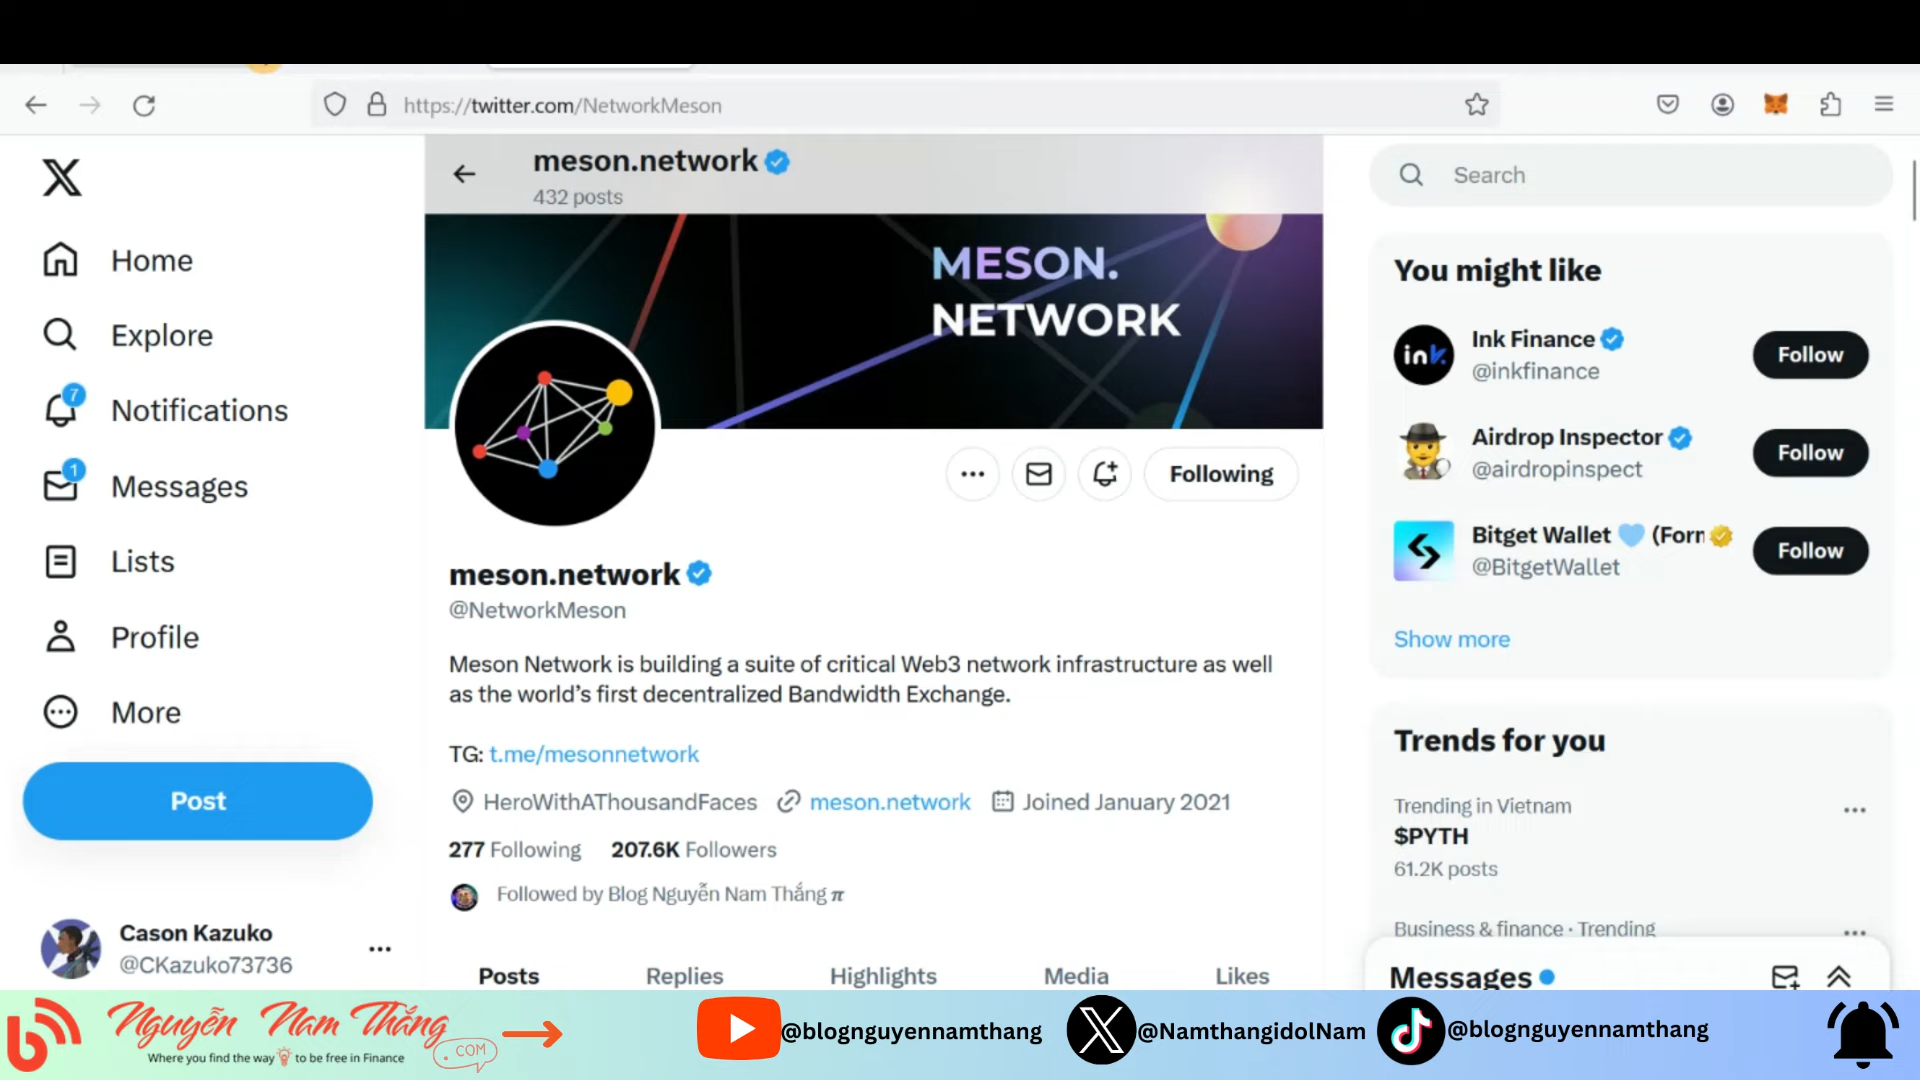 https://twitter.com/NetworkMeson
meson.network
432 posts
Search
Home
Explore
7
Notifications
1
Messages
Lists
Profile
More
Post
Cason Kazuko
@CKazuko73736
MESON.
NETWORK
Following
meson.network
@NetworkMeson
Meson Network is building a suite of critical Web3 network infrastructure as well
as the world's first decentralized Bandwidth Exchange.
TG: t.me/mesonnetwork
HeroWithAThousandFaces meson.network Joined January 2021
277 Following 207.6K Followers
Followed by Blog Nguyễn Nam Thắng π
Posts Replies Highlights Media Likes
You might like
ink.
Ink Finance
@inkfinance
Follow
Airdrop Inspector
@airdropinspect
Follow
Bitget Wallet 🩵 (Forn
@BitgetWallet
Follow
Show more
Trends for you
Trending in Vietnam
$PYTH
61.2K posts
Business & finance · Trending
Messages
Nguyễn Nam Thắng
.COM
Where you find the way to be free in Finance
@blognguyennamthang
@NamthangidolNam
@blognguyennamthang